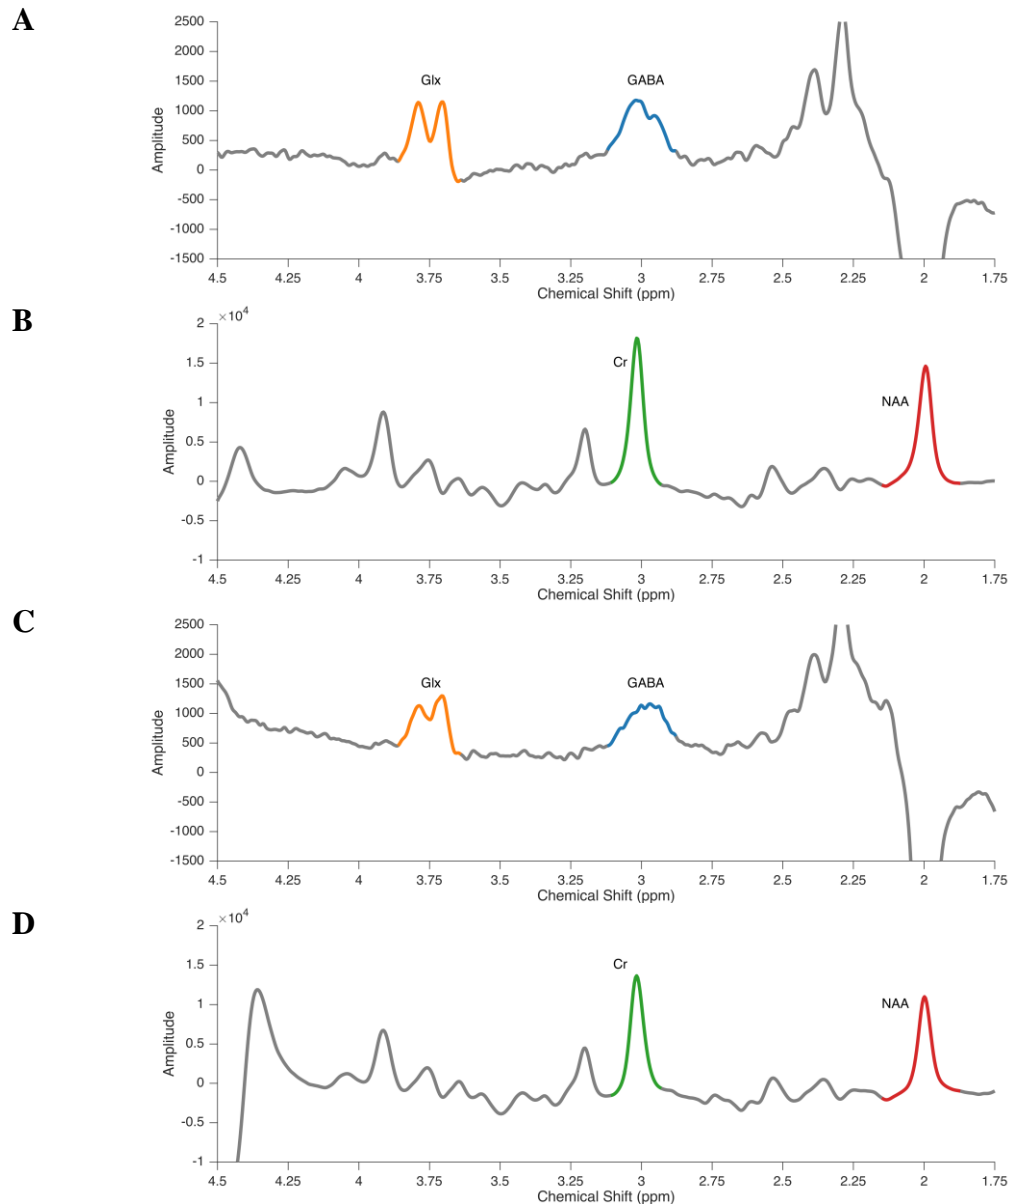 A
2500
2000
1500
1000
500
0
-500
-1000
-1500
Amplitude
Glx
GABA
4.5 4.25 4 3.75 3.5 3.25 3 2.75 2.5 2.25 2 1.75
Chemical Shift (ppm)
B
×10⁴
2
1.5
1
0.5
0
-0.5
-1
Amplitude
Cr
NAA
4.5 4.25 4 3.75 3.5 3.25 3 2.75 2.5 2.25 2 1.75
Chemical Shift (ppm)
C
2500
2000
1500
1000
500
0
-500
-1000
-1500
Amplitude
Glx
GABA
4.5 4.25 4 3.75 3.5 3.25 3 2.75 2.5 2.25 2 1.75
Chemical Shift (ppm)
D
×10⁴
2
1.5
1
0.5
0
-0.5
-1
Amplitude
Cr
NAA
4.5 4.25 4 3.75 3.5 3.25 3 2.75 2.5 2.25 2 1.75
Chemical Shift (ppm)